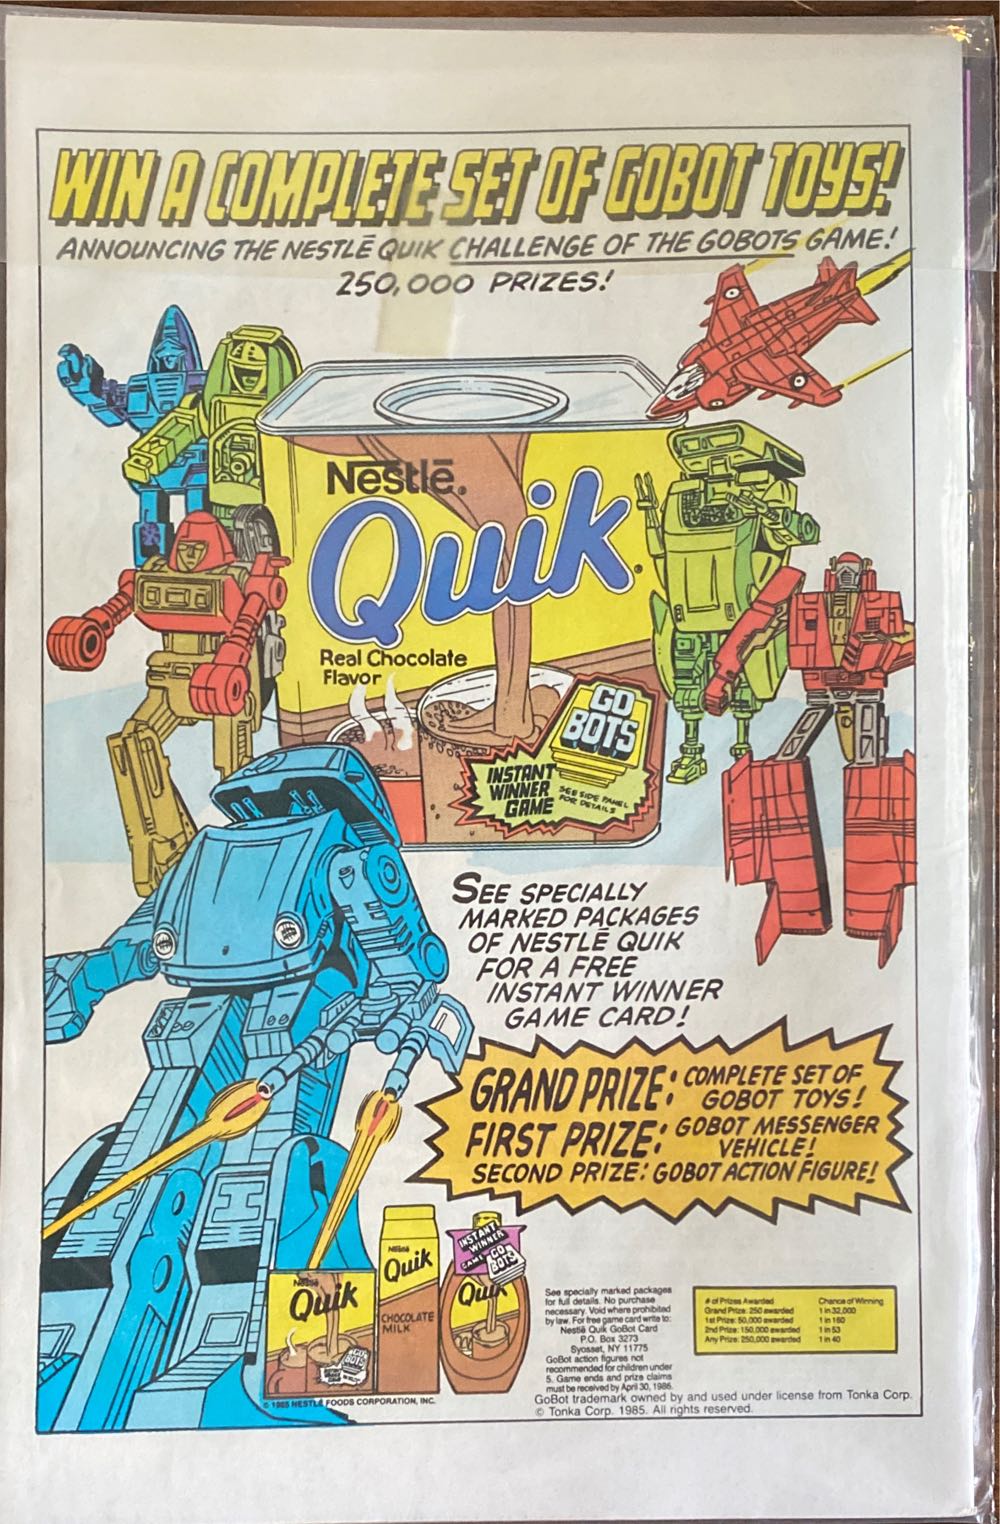 WIN A COMPLETE SET OF GOBOT TOYS!
ANNOUNCING THE NESTLĒ QUIK CHALLENGE OF THE GOBOTS GAME!
250,000 PRIZES!
Nestlē®
Quik®
Real Chocolate
Flavor
GO
BOTS
INSTANT
WINNER
GAME
SEE SIDE PANEL
FOR DETAILS
SEE SPECIALLY
MARKED PACKAGES
OF NESTLĒ QUIK
FOR A FREE
INSTANT WINNER
GAME CARD!
GRAND PRIZE: COMPLETE SET OF
GOBOT TOYS!
FIRST PRIZE: GOBOT MESSENGER
VEHICLE!
SECOND PRIZE: GOBOT ACTION FIGURE!
Nestlē
Quik
GO
BOTS
Nestlē
Quik
CHOCOLATE
MILK
INSTANT
WINNER
GAME
GO
BOTS
Quik
© 1985 NESTLĒ FOODS CORPORATION, INC.
See specially marked packages
for full details. No purchase
necessary. Void where prohibited
by law. For free game card write to:
Nestlē Quik GoBot Card
P.O. Box 3273
Syosset, NY 11775
GoBot action figures not
recommended for children under
5. Game ends and prize claims
must be received by April 30, 1986.
# of Prizes Awarded Chance of Winning
Grand Prize: 250 awarded 1 in 32,000
1st Prize: 50,000 awarded 1 in 160
2nd Prize: 150,000 awarded 1 in 53
Any Prize: 250,000 awarded 1 in 40
GoBot trademark owned by and used under license from Tonka Corp.
© Tonka Corp. 1985. All rights reserved.